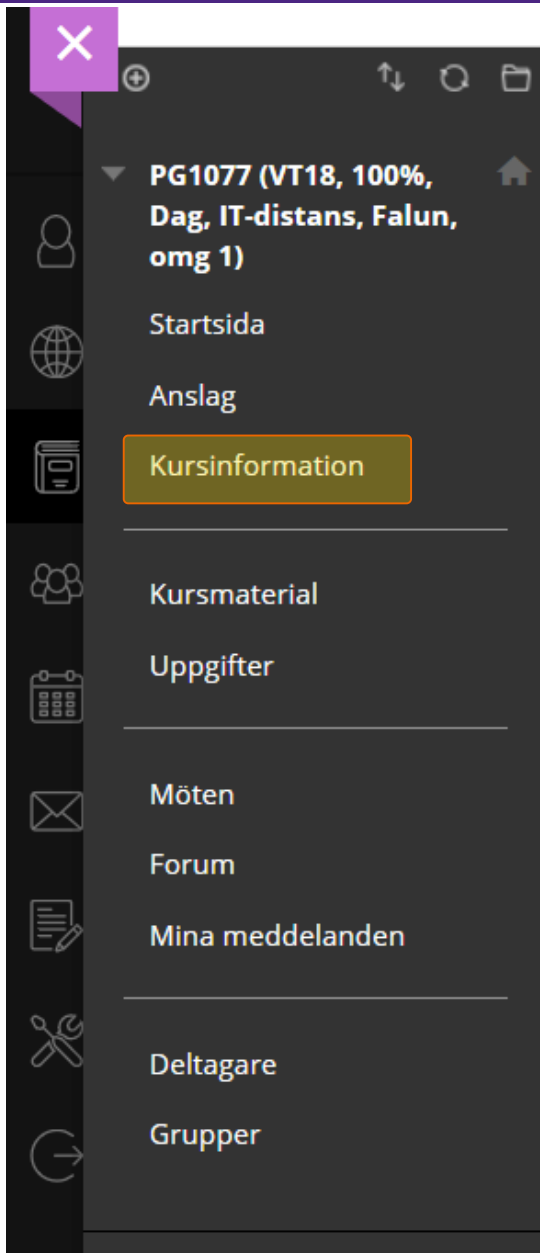 PG1077 (VT18, 100%,
Dag, IT-distans, Falun,
omg 1)
Startsida
Anslag
Kursinformation
Kursmaterial
Uppgifter
Möten
Forum
Mina meddelanden
Deltagare
Grupper